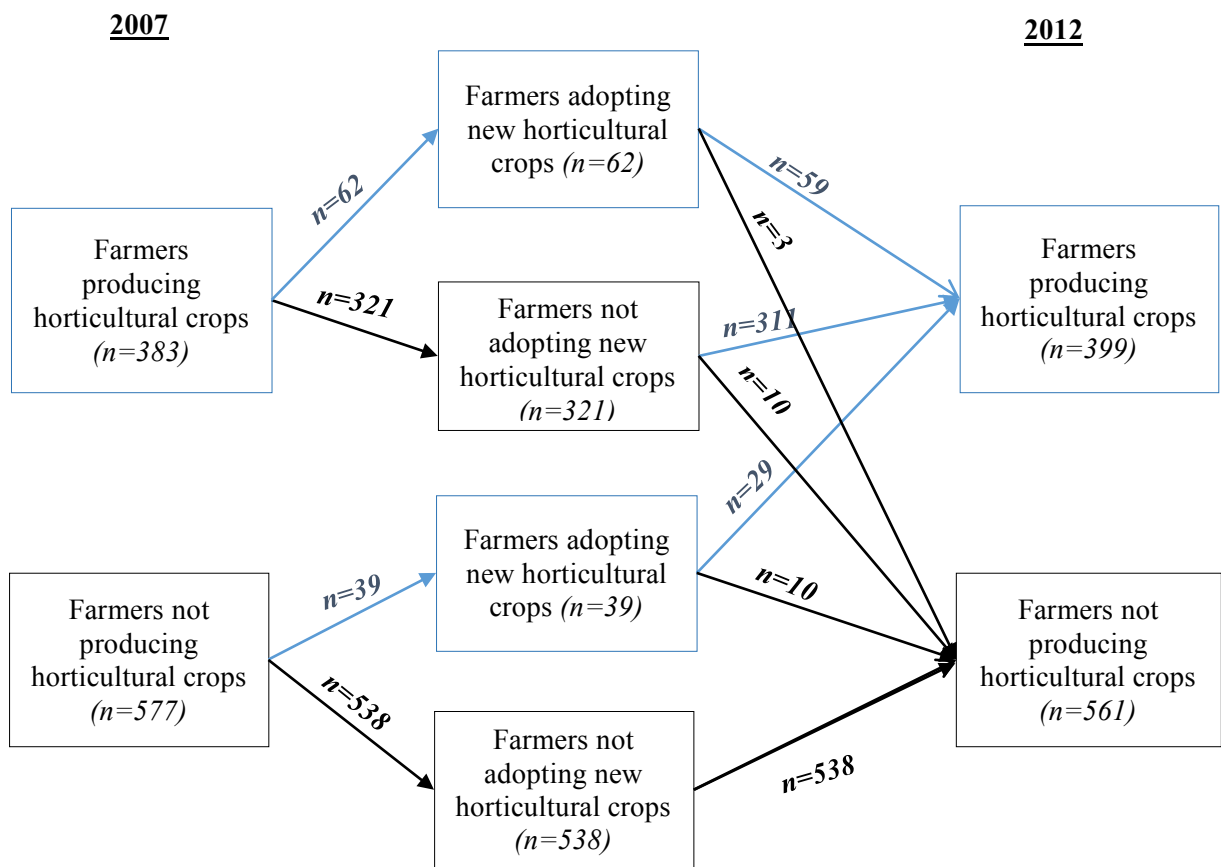 2007
2012
Farmers adopting
new horticultural
crops (n=62)
n=62
n=59
n=3
Farmers
producing
horticultural crops
(n=383)
Farmers
producing
horticultural crops
(n=399)
n=321
Farmers not
adopting new
horticultural crops
(n=321)
n=311
n=10
n=29
Farmers adopting
new horticultural
crops (n=39)
n=39
n=10
Farmers not
producing
horticultural crops
(n=577)
Farmers not
producing
horticultural crops
(n=561)
n=538
Farmers not
adopting new
horticultural crops
(n=538)
n=538